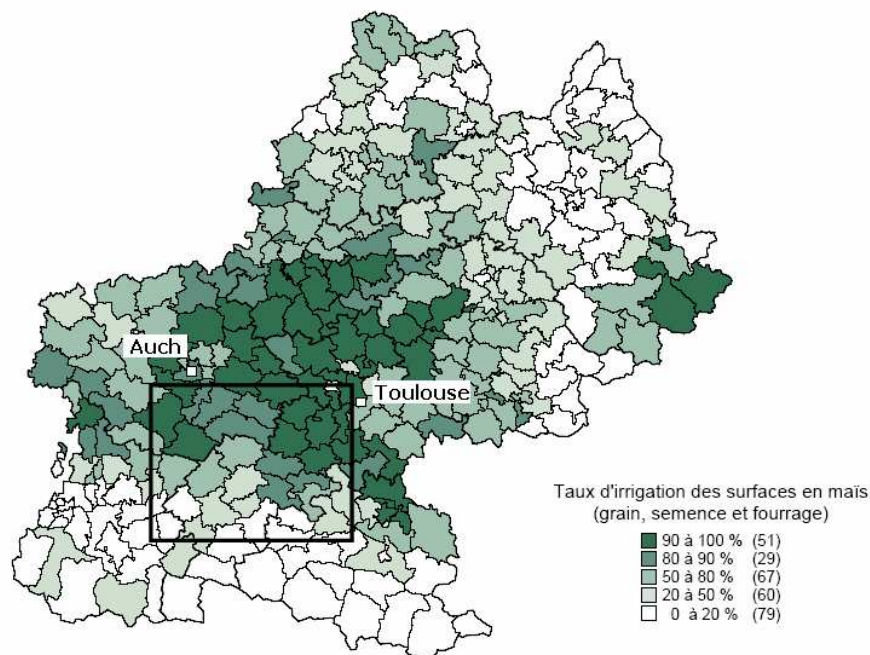 Auch
Toulouse
Taux d'irrigation des surfaces en maïs
(grain, semence et fourrage)
90 à 100 % (51)
80 à 90 % (29)
50 à 80 % (67)
20 à 50 % (60)
0 à 20 % (79)